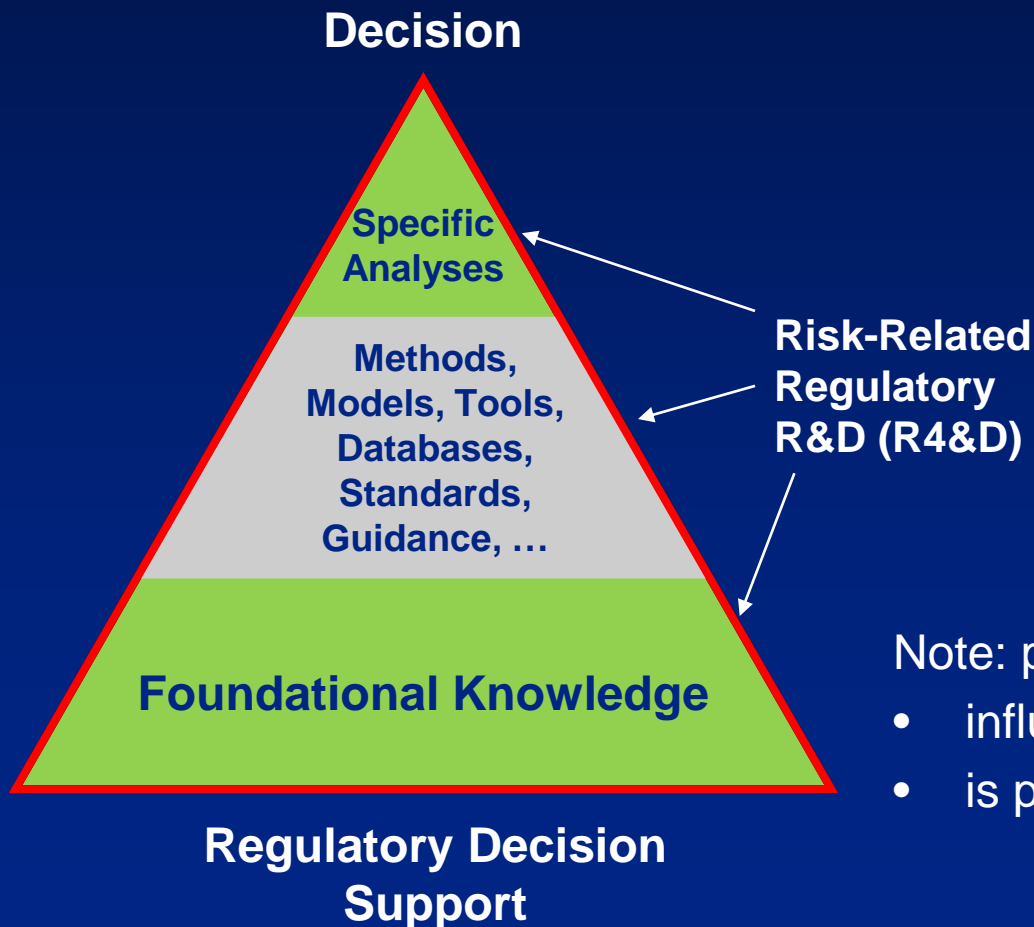 Decision
Specific
Analyses
Methods,
Models, Tools,
Databases,
Standards,
Guidance, …
Foundational Knowledge
Regulatory Decision
Support
Risk-Related
Regulatory
R&D (R4&D)
Note:
•
• is